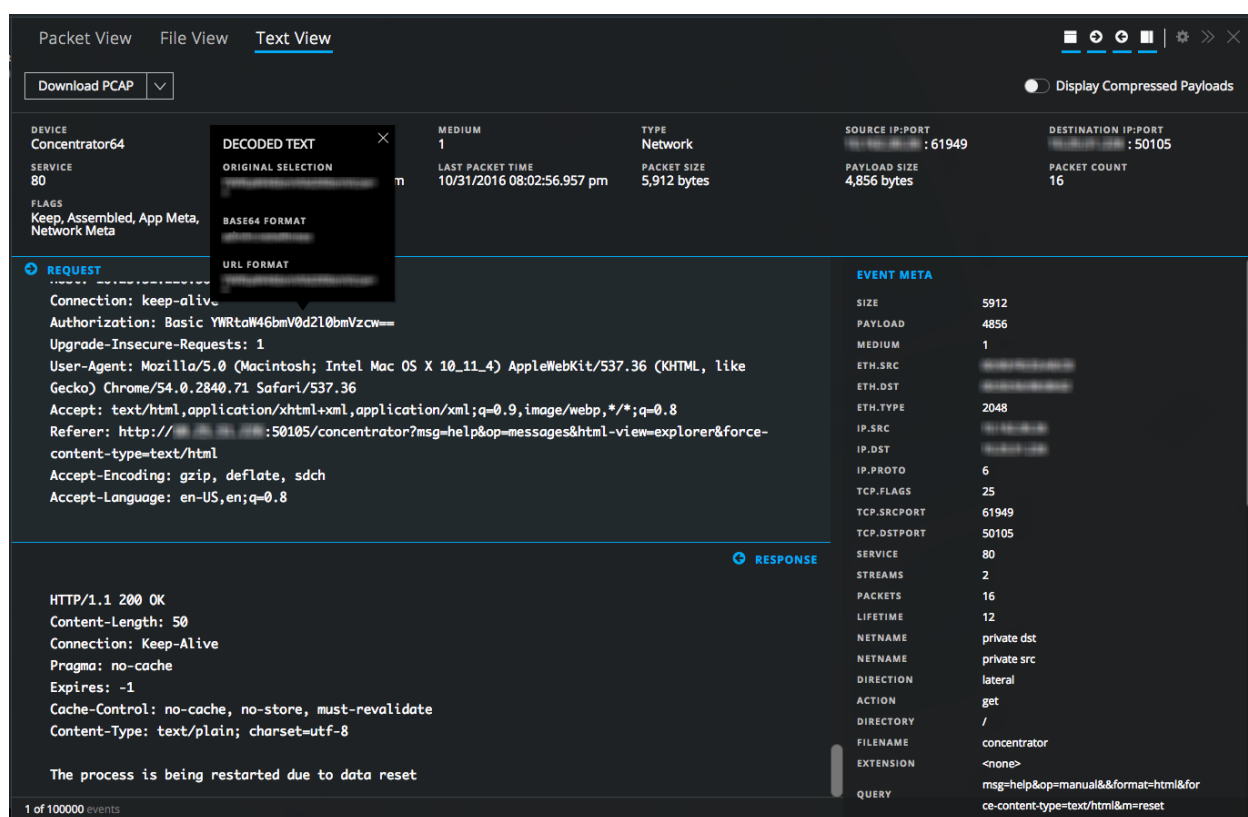 Packet View File View Text View
Download PCAP
Display Compressed Payloads
DEVICE
Concentrator64
MEDIUM
1
TYPE
Network
SOURCE IP:PORT
: 61949
DESTINATION IP:PORT
: 50105
SERVICE
80
m
LAST PACKET TIME
10/31/2016 08:02:56.957 pm
PACKET SIZE
5,912 bytes
PAYLOAD SIZE
4,856 bytes
PACKET COUNT
16
FLAGS
Keep, Assembled, App Meta,
Network Meta
DECODED TEXT
ORIGINAL SELECTION
BASE64 FORMAT
URL FORMAT
REQUEST
Connection: keep-alive
Authorization: Basic YWRtaW46bmV0d2l0bmVzcw==
Upgrade-Insecure-Requests: 1
User-Agent: Mozilla/5.0 (Macintosh; Intel Mac OS X 10_11_4) AppleWebKit/537.36 (KHTML, like
Gecko) Chrome/54.0.2840.71 Safari/537.36
Accept: text/html,application/xhtml+xml,application/xml;q=0.9,image/webp,*/*;q=0.8
Referer: http:// :50105/concentrator?msg=help&op=messages&html-view=explorer&force-
content-type=text/html
Accept-Encoding: gzip, deflate, sdch
Accept-Language: en-US,en;q=0.8
RESPONSE
HTTP/1.1 200 OK
Content-Length: 50
Connection: Keep-Alive
Pragma: no-cache
Expires: -1
Cache-Control: no-cache, no-store, must-revalidate
Content-Type: text/plain; charset=utf-8
The process is being restarted due to data reset
1 of 100000 events
EVENT META
SIZE 5912
PAYLOAD 4856
MEDIUM 1
ETH.SRC
ETH.DST
ETH.TYPE 2048
IP.SRC
IP.DST
IP.PROTO 6
TCP.FLAGS 25
TCP.SRCPORT 61949
TCP.DSTPORT 50105
SERVICE 80
STREAMS 2
PACKETS 16
LIFETIME 12
NETNAME private dst
NETNAME private src
DIRECTION lateral
ACTION get
DIRECTORY /
FILENAME concentrator
EXTENSION <none>
QUERY msg=help&op=manual&&format=html&for
ce-content-type=text/html&m=reset